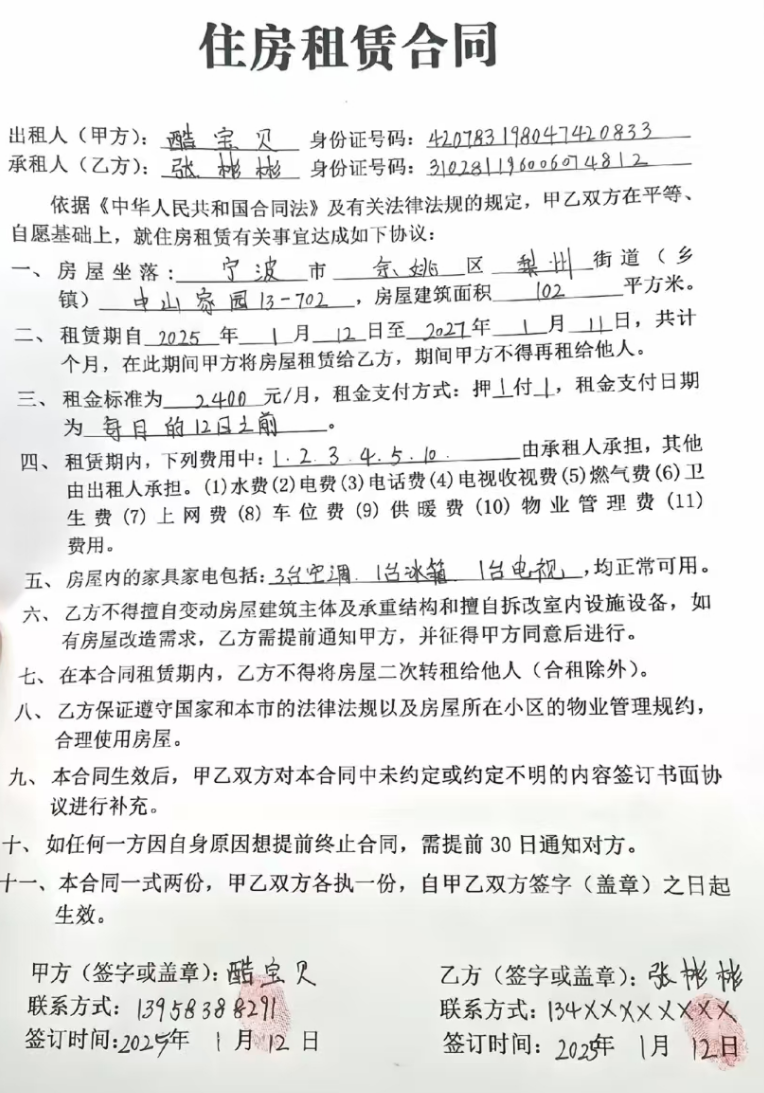 住房租赁合同
出租人（甲方）：酷宝贝 身份证号码：420783198047420833
承租人（乙方）：张彬彬 身份证号码：310281196006074812
依据《中华人民共和国合同法》及有关法律法规的规定，甲乙双方在平等、
自愿基础上，就住房租赁有关事宜达成如下协议：
一、房屋坐落：宁波市余姚区梨州街道（乡
镇）中山家园13-702，房屋建筑面积102平方米。
二、租赁期自2025年1月12日至2027年1月11日，共计
个月，在此期间甲方将房屋租赁给乙方，期间甲方不得再租给他人。
三、租金标准为2400元/月，租金支付方式：押1付1，租金支付日期
为每月的12日之前。
四、租赁期内，下列费用中：1.2.3.4.5.10.由承租人承担，其他
由出租人承担。(1)水费(2)电费(3)电话费(4)电视收视费(5)燃气费(6)卫
生费(7)上网费(8)车位费(9)供暖费(10)物业管理费(11)
费用。
五、房屋内的家具家电包括：3台空调.1台冰箱 1台电视，均正常可用。
六、乙方不得擅自变动房屋建筑主体及承重结构和擅自拆改室内设施设备，如
有房屋改造需求，乙方需提前通知甲方，并征得甲方同意后进行。
七、在本合同租赁期内，乙方不得将房屋二次转租给他人（合租除外）。
八、乙方保证遵守国家和本市的法律法规以及房屋所在小区的物业管理规约，
合理使用房屋。
九、本合同生效后，甲乙双方对本合同中未约定或约定不明的内容签订书面协
议进行补充。
十、如任何一方因自身原因想提前终止合同，需提前30日通知对方。
十一、本合同一式两份，甲乙双方各执一份，自甲乙双方签字（盖章）之日起
生效。
甲方（签字或盖章）：酷宝贝
联系方式：13958388291
签订时间：2025年1月12日
乙方（签字或盖章）：张彬彬
联系方式：134XXXXXXXX
签订时间：2025年1月12日